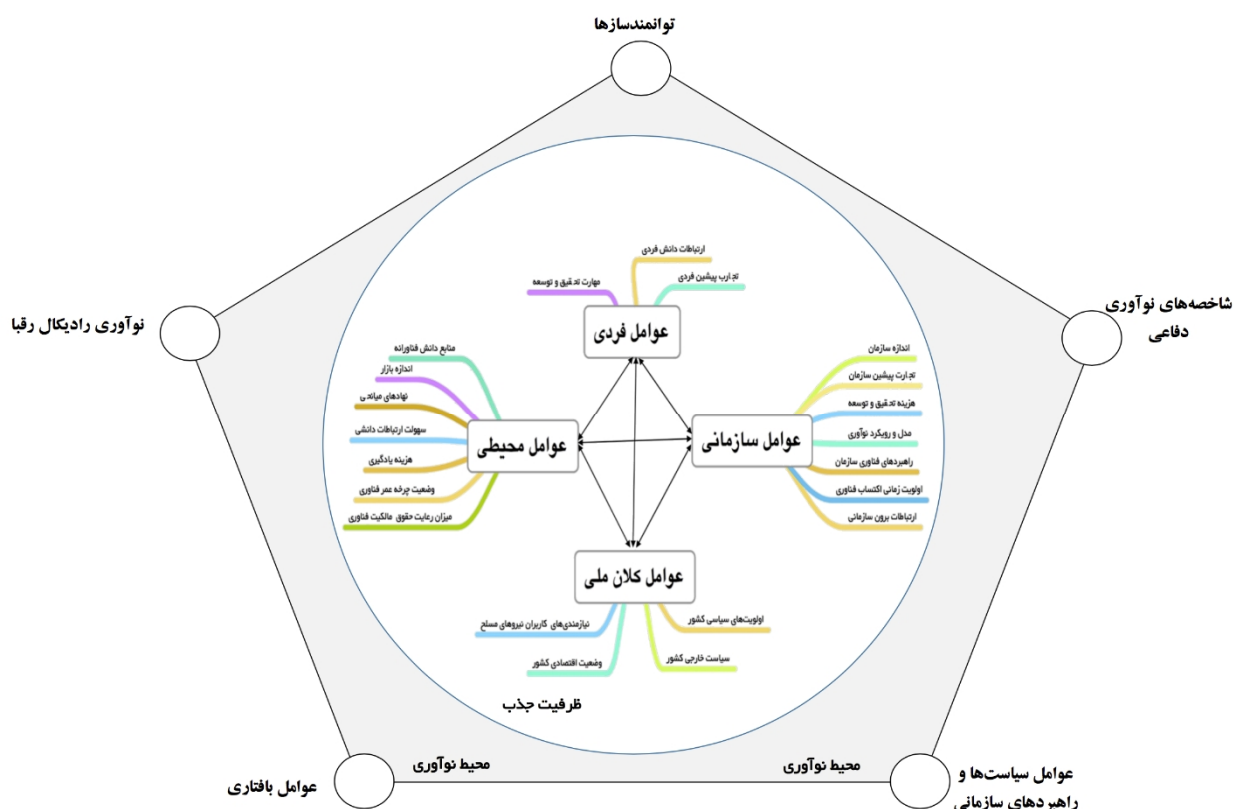 توانمندسازها
شاخصه‌های نوآوری
دفاعی
نوآوری رادیکال رقبا
ارتباطات دانش فردی
تجارب پیشین فردی
مهارت تحقیق و توسعه
عوامل فردی
اندازه سازمان
تجارت پیشین سازمان
هزینه تحقیق و توسعه
مدل و رویکرد نوآوری
راهبردهای فناوری سازمان
اولویت زمانی اکتساب فناوری
ارتباطات برون سازمانی
عوامل سازمانی
منابع دانش فناورانه
اندازه بازار
نهادهای میانجی
سهولت ارتباطات دانشی
هزینه یادگیری
وضعیت چرخه عمر فناوری
میزان رعایت حقوق مالکیت فناوری
عوامل محیطی
عوامل کلان ملی
اولویت‌های سیاسی کشور
سیاست خارجی کشور
نیازمندی‌های کاربران نیروهای مسلح
وضعیت اقتصادی کشور
ظرفیت جذب
محیط نوآوری
محیط نوآوری
عوامل سیاست‌ها و
راهبردهای سازمانی
عوامل بافتاری